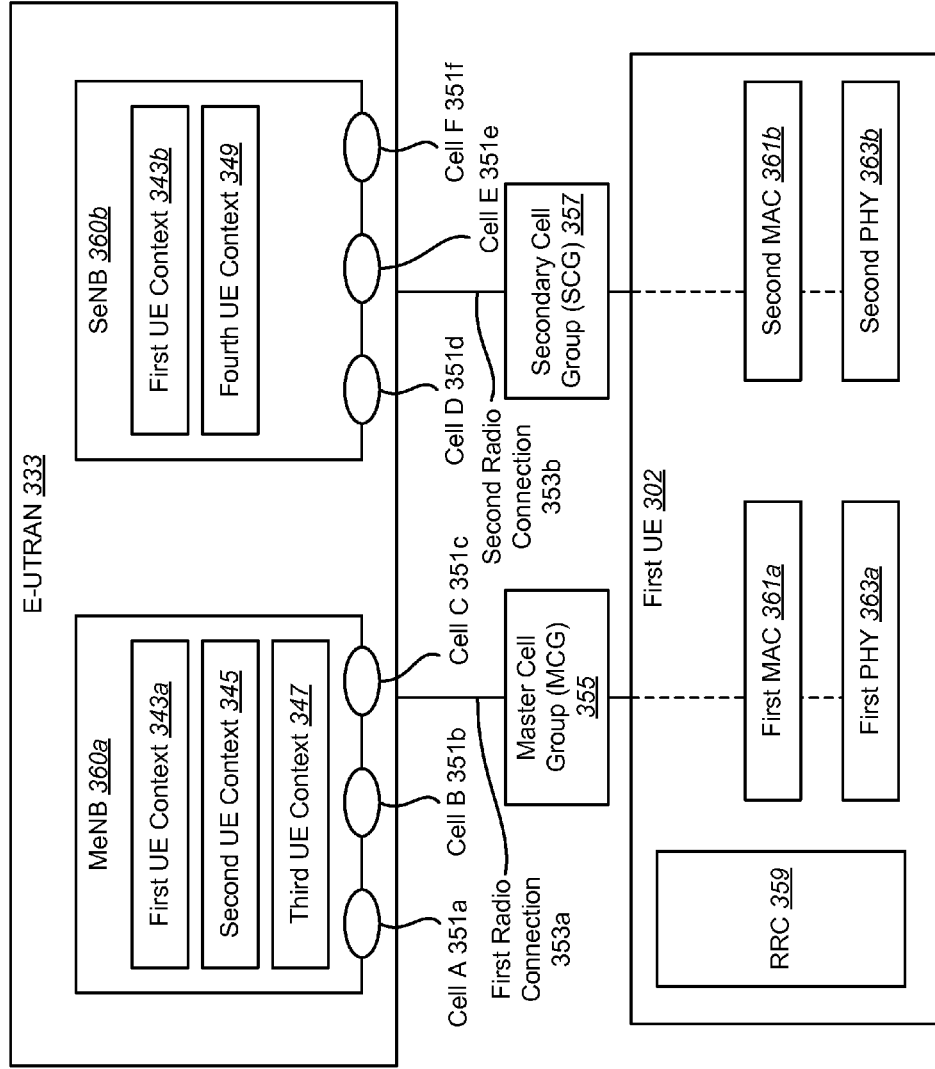 E-UTRAN 333
MeNB 360a
First UE Context 343a
Second UE Context 345
Third UE Context 347
SeNB 360b
First UE Context 343b
Fourth UE Context 349
Cell A 351a
Cell B 351b
Cell C 351c
Cell D 351d
Cell E 351e
Cell F 351f
First Radio
Connection
353a
Second Radio
Connection
353b
Master Cell
Group (MCG)
355
Secondary Cell
Group (SCG) 357
First UE 302
RRC 359
First MAC 361a
First PHY 363a
Second MAC 361b
Second PHY 363b